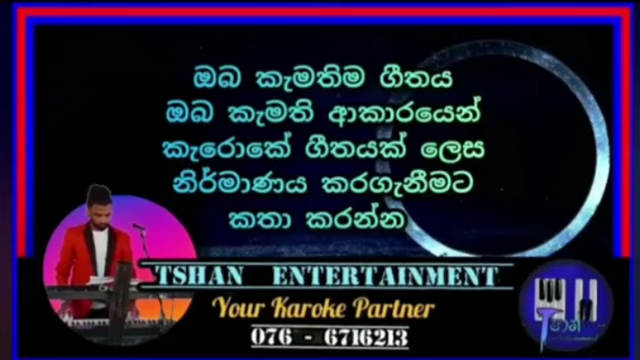 ඔබ කැමතිම ගීතය
ඔබ කැමති ආකාරයෙන්
කැරොකේ ගීතයක් ලෙස
නිර්මාණය කරගැනීමට
කතා කරන්න
TSHAN ENTERTAINMENT
Your Karoke Partner
076 - 6716213